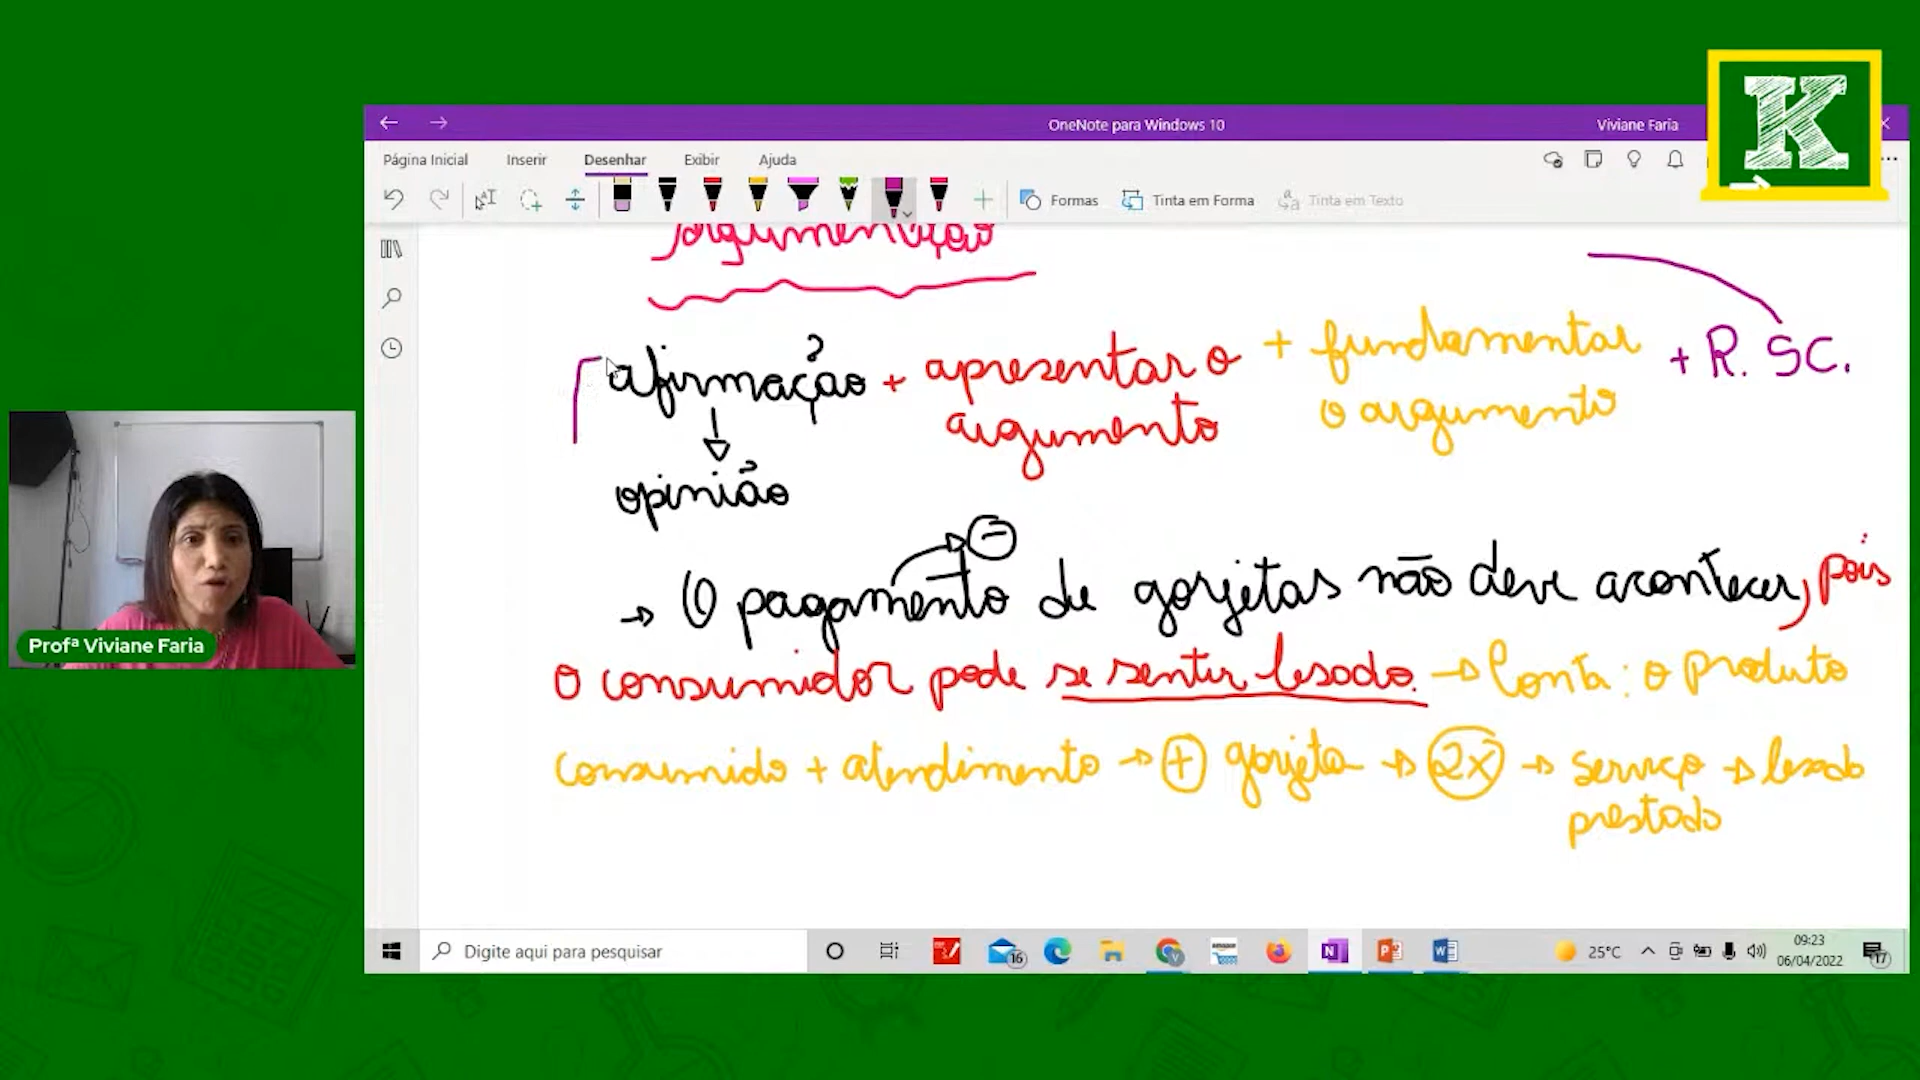 K
OneNote para Windows 10
Viviane Faria
Página Inicial Inserir Desenhar Exibir Ajuda
Formas Tinta em Forma Tinta em Texto
argumentação
afirmação + apresentar o argumento + fundamentar o argumento + R. SC.
opinião
→ O pagamento de gorjetas não deve acontecer, pois
o consumidor pode se sentir lesado. → Conta: o produto
consumido + atendimento → + gorjeta → 2x → serviço prestado → lesado
Profª Viviane Faria
Digite aqui para pesquisar
16
25°C
09:23
06/04/2022
17